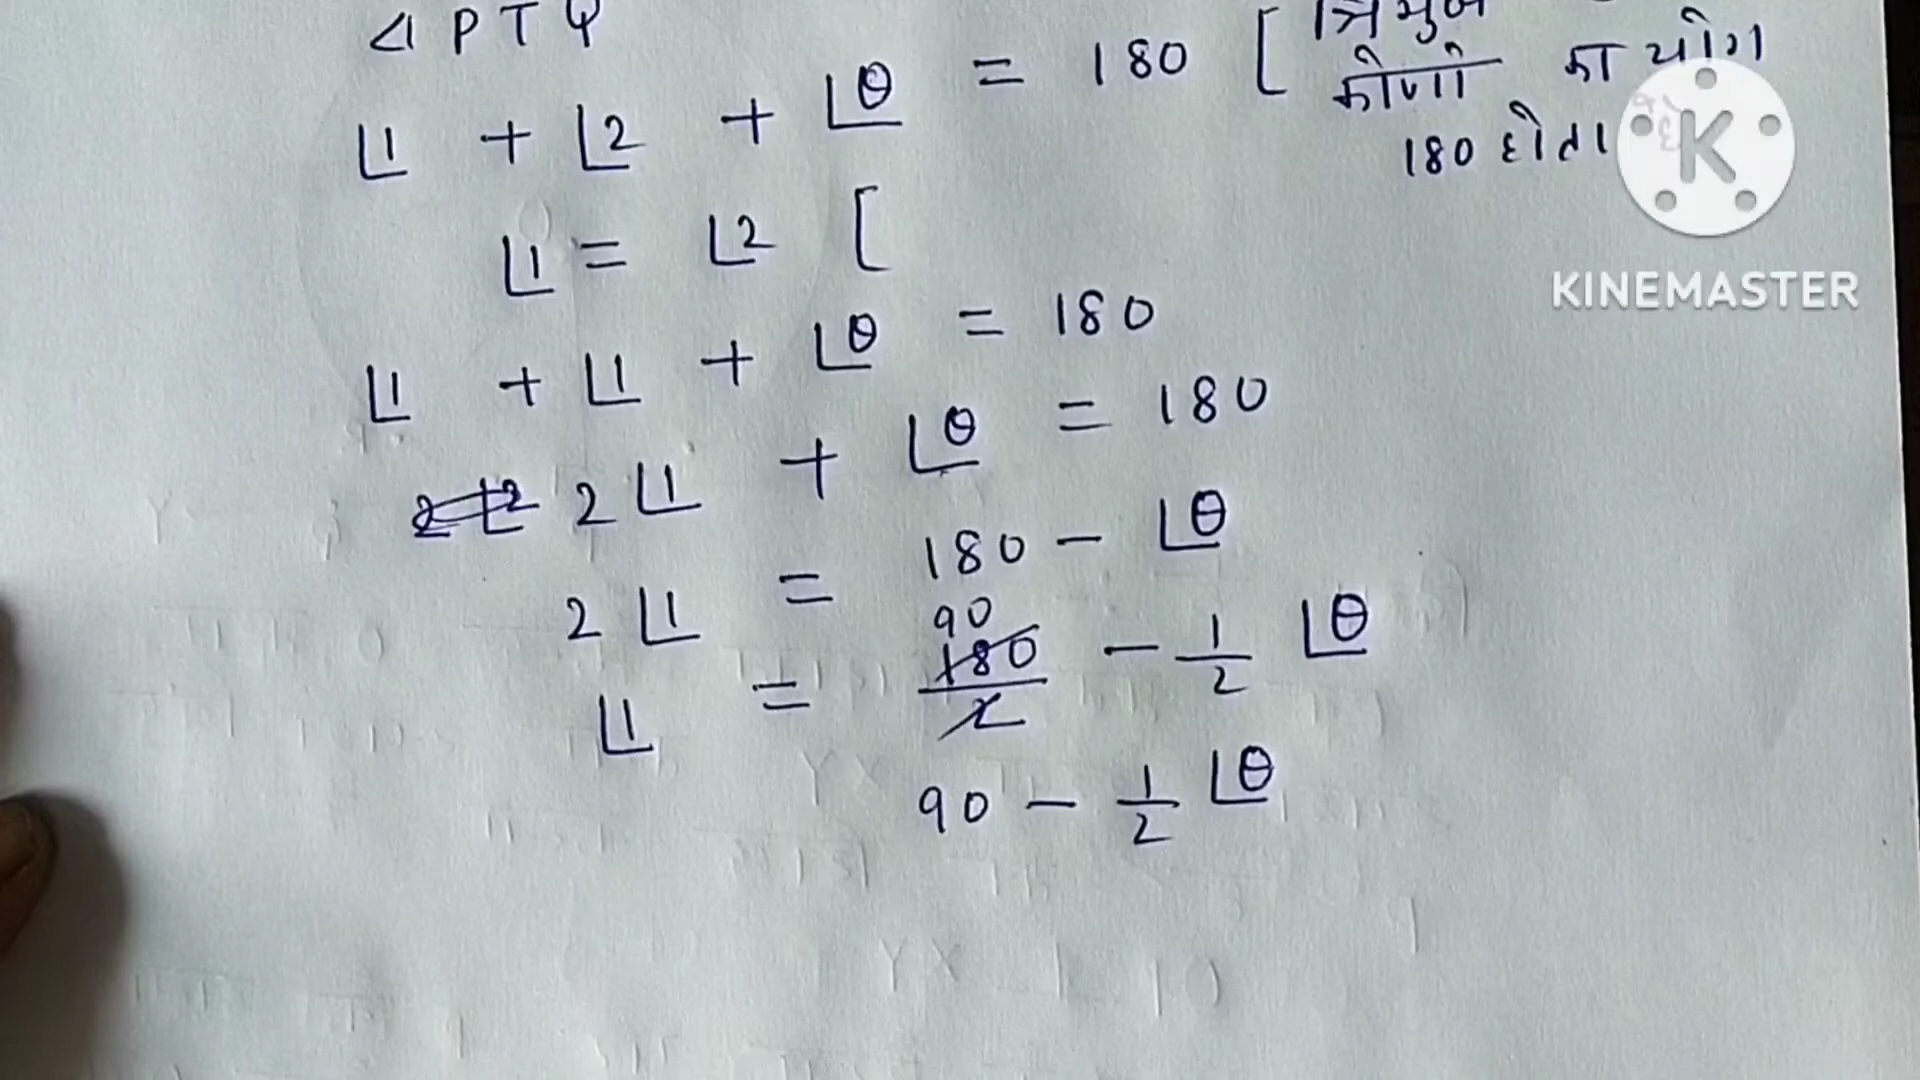 △ P T Q
∠1 + ∠2 + ∠θ = 180 [ त्रिभुज
कोणों का योग
180 होता
∠1 = ∠2 [
∠1 + ∠1 + ∠θ = 180
2∠1 + ∠θ = 180
2∠1 = 180 - ∠θ
90
∠1 = 180/2 - 1/2 ∠θ
90 - 1/2 ∠θ
K
KINEMASTER